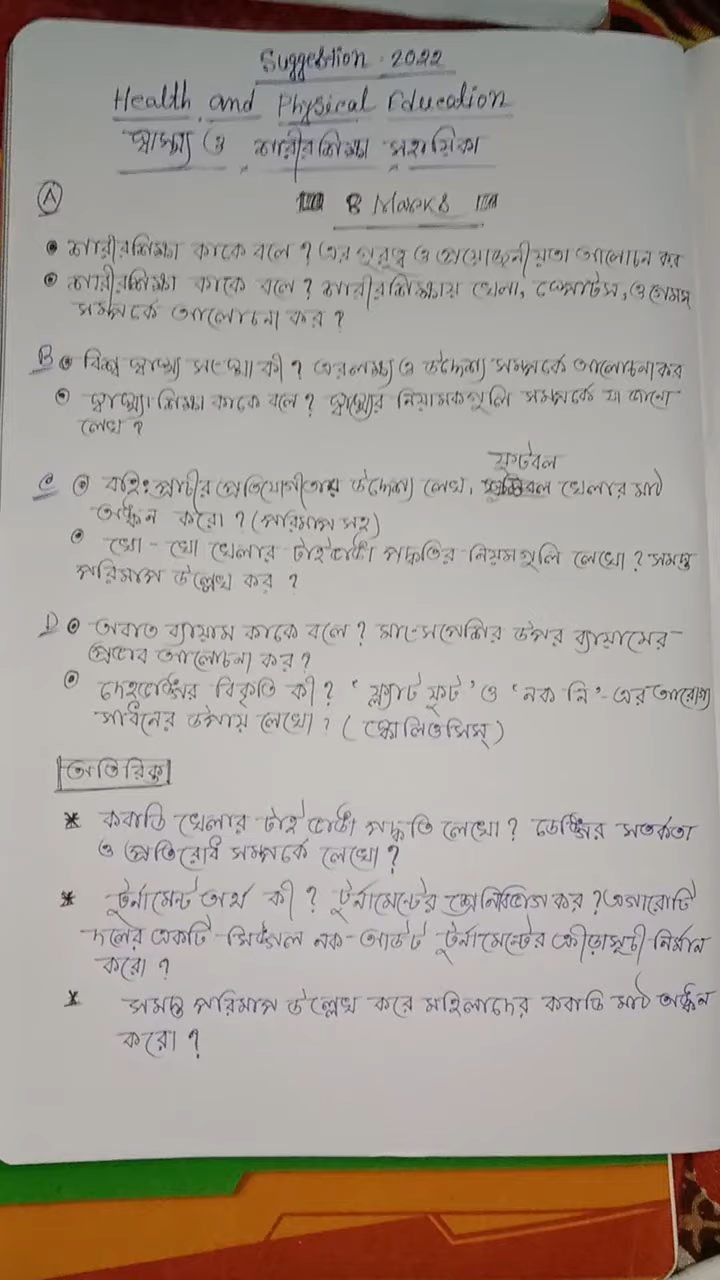 Suggestion - 2022
Health and Physical Education
স্বাস্থ্য ও শারীরশিক্ষা সহায়িকা
A
8 Marks
শারীরশিক্ষা কাকে বলে ? এর গুরুত্ব ও প্রয়োজনীয়তা আলোচনা কর
শারীরশিক্ষা কাকে বলে ? শারীরশিক্ষায় খেলা, স্পোর্টস, ও গেমস্
সম্পর্কে আলোচনা কর ?
B বিশ্ব স্বাস্থ্য সংস্থা কী ? এর লক্ষ্য ও উদ্দেশ্য সম্পর্কে আলোচনা কর
স্বাস্থ্য শিক্ষা কাকে বলে ? স্বাস্থ্যের নিয়ামকগুলি সম্পর্কে যা জানো
লেখ ?
ফুটবল
C বহিঃপ্রাচীর প্রতিযোগীতার উদ্দেশ্য লেখ, খেলার মাঠ
অঙ্কন করো ? (পরিমাপ সহ)
খো - খো খেলার টাইভাঙা পদ্ধতির নিয়মগুলি লেখো ? সমস্ত
পরিমাপ উল্লেখ কর ?
D অবাত ব্যায়াম কাকে বলে ? মাংসপেশির উপর ব্যায়ামের
প্রভাব আলোচনা কর ?
দেহভঙ্গির বিকৃতি কী ? 'ফ্ল্যাট ফুট' ও 'নক নি'-এর আরোগ্য
সাধনের উপায় লেখো ? (স্কোলিওসিস্)
অতিরিক্ত
* কবাডি খেলার টাইভাঙা পদ্ধতি লেখো ? ডেঙ্গির সতর্কতা
ও প্রতিরোধ সম্পর্কে লেখো ?
* টুর্নামেন্ট অর্থ কী ? টুর্নামেন্টের শ্রেনিবিভাগ কর ? এগারোটি
দলের একটি সিঙ্গেল নক-আউট টুর্নামেন্টের ক্রীড়াসূচী নির্মান
করো ?
* সমস্ত পরিমাপ উল্লেখ করে মহিলাদের কবাডি মাঠ অঙ্কন
করো ?